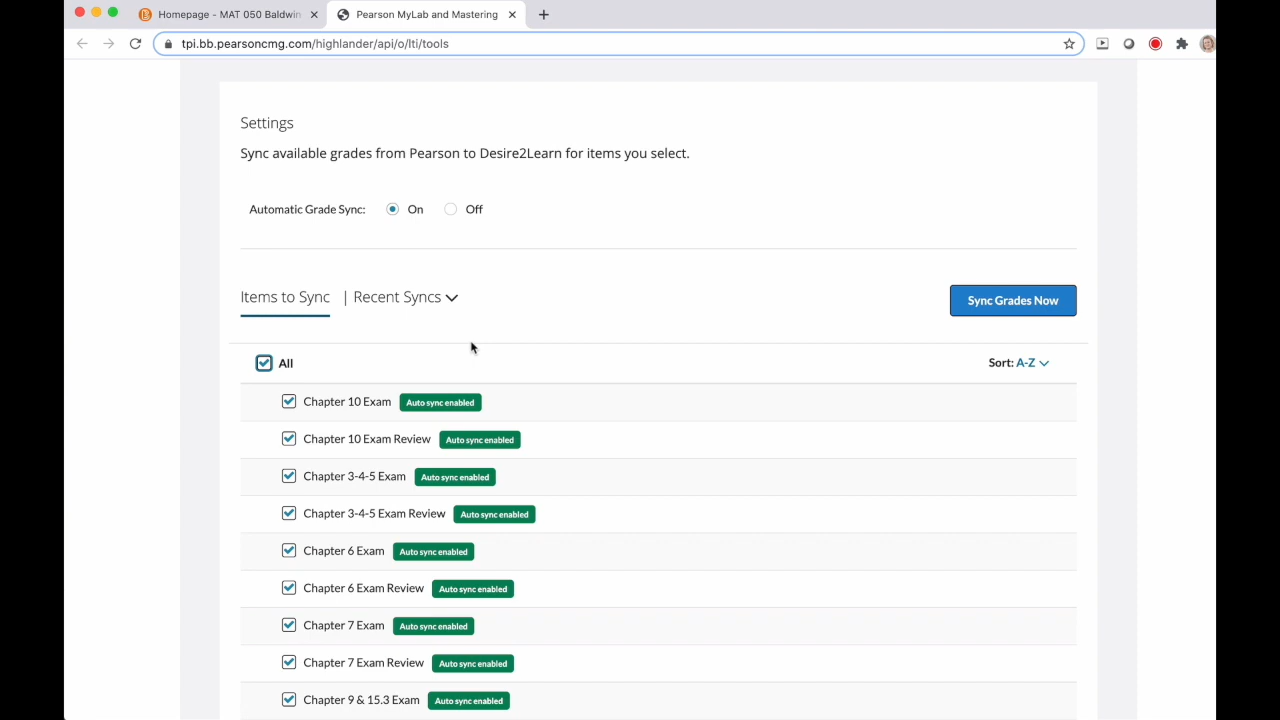 Homepage - MAT 050 Baldwin
Pearson MyLab and Mastering
tpi.bb.pearsoncmg.com/highlander/api/o/lti/tools
Settings
Sync available grades from Pearson to Desire2Learn for items you select.
Automatic Grade Sync: On Off
Items to Sync | Recent Syncs
Sync Grades Now
All
Sort: A-Z
Chapter 10 Exam Auto sync enabled
Chapter 10 Exam Review Auto sync enabled
Chapter 3-4-5 Exam Auto sync enabled
Chapter 3-4-5 Exam Review Auto sync enabled
Chapter 6 Exam Auto sync enabled
Chapter 6 Exam Review Auto sync enabled
Chapter 7 Exam Auto sync enabled
Chapter 7 Exam Review Auto sync enabled
Chapter 9 & 15.3 Exam Auto sync enabled